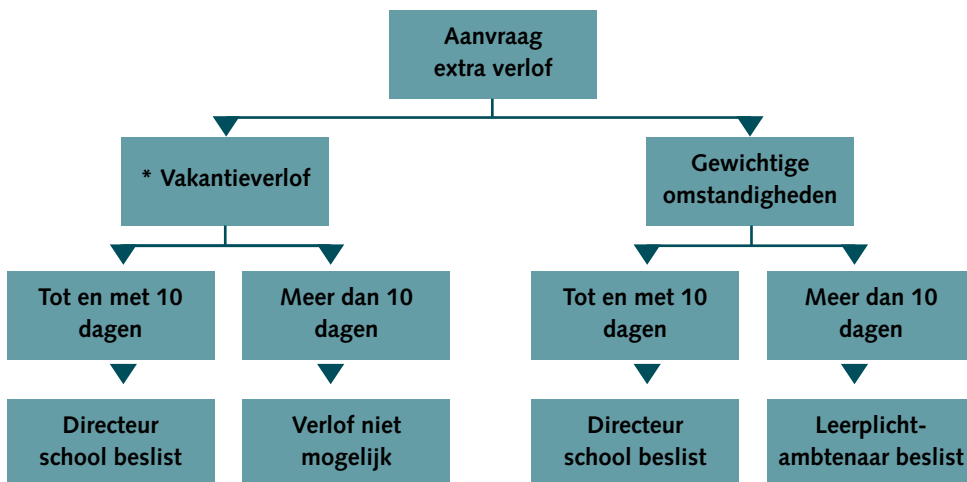 Aanvraag
extra verlof
* Vakantieverlof
Gewichtige
omstandigheden
Tot en met 10
dagen
Meer dan 10
dagen
Tot en met 10
dagen
Meer dan 10
dagen
Directeur
school beslist
Verlof niet
mogelijk
Directeur
school beslist
Leerplicht-
ambtenaar beslist